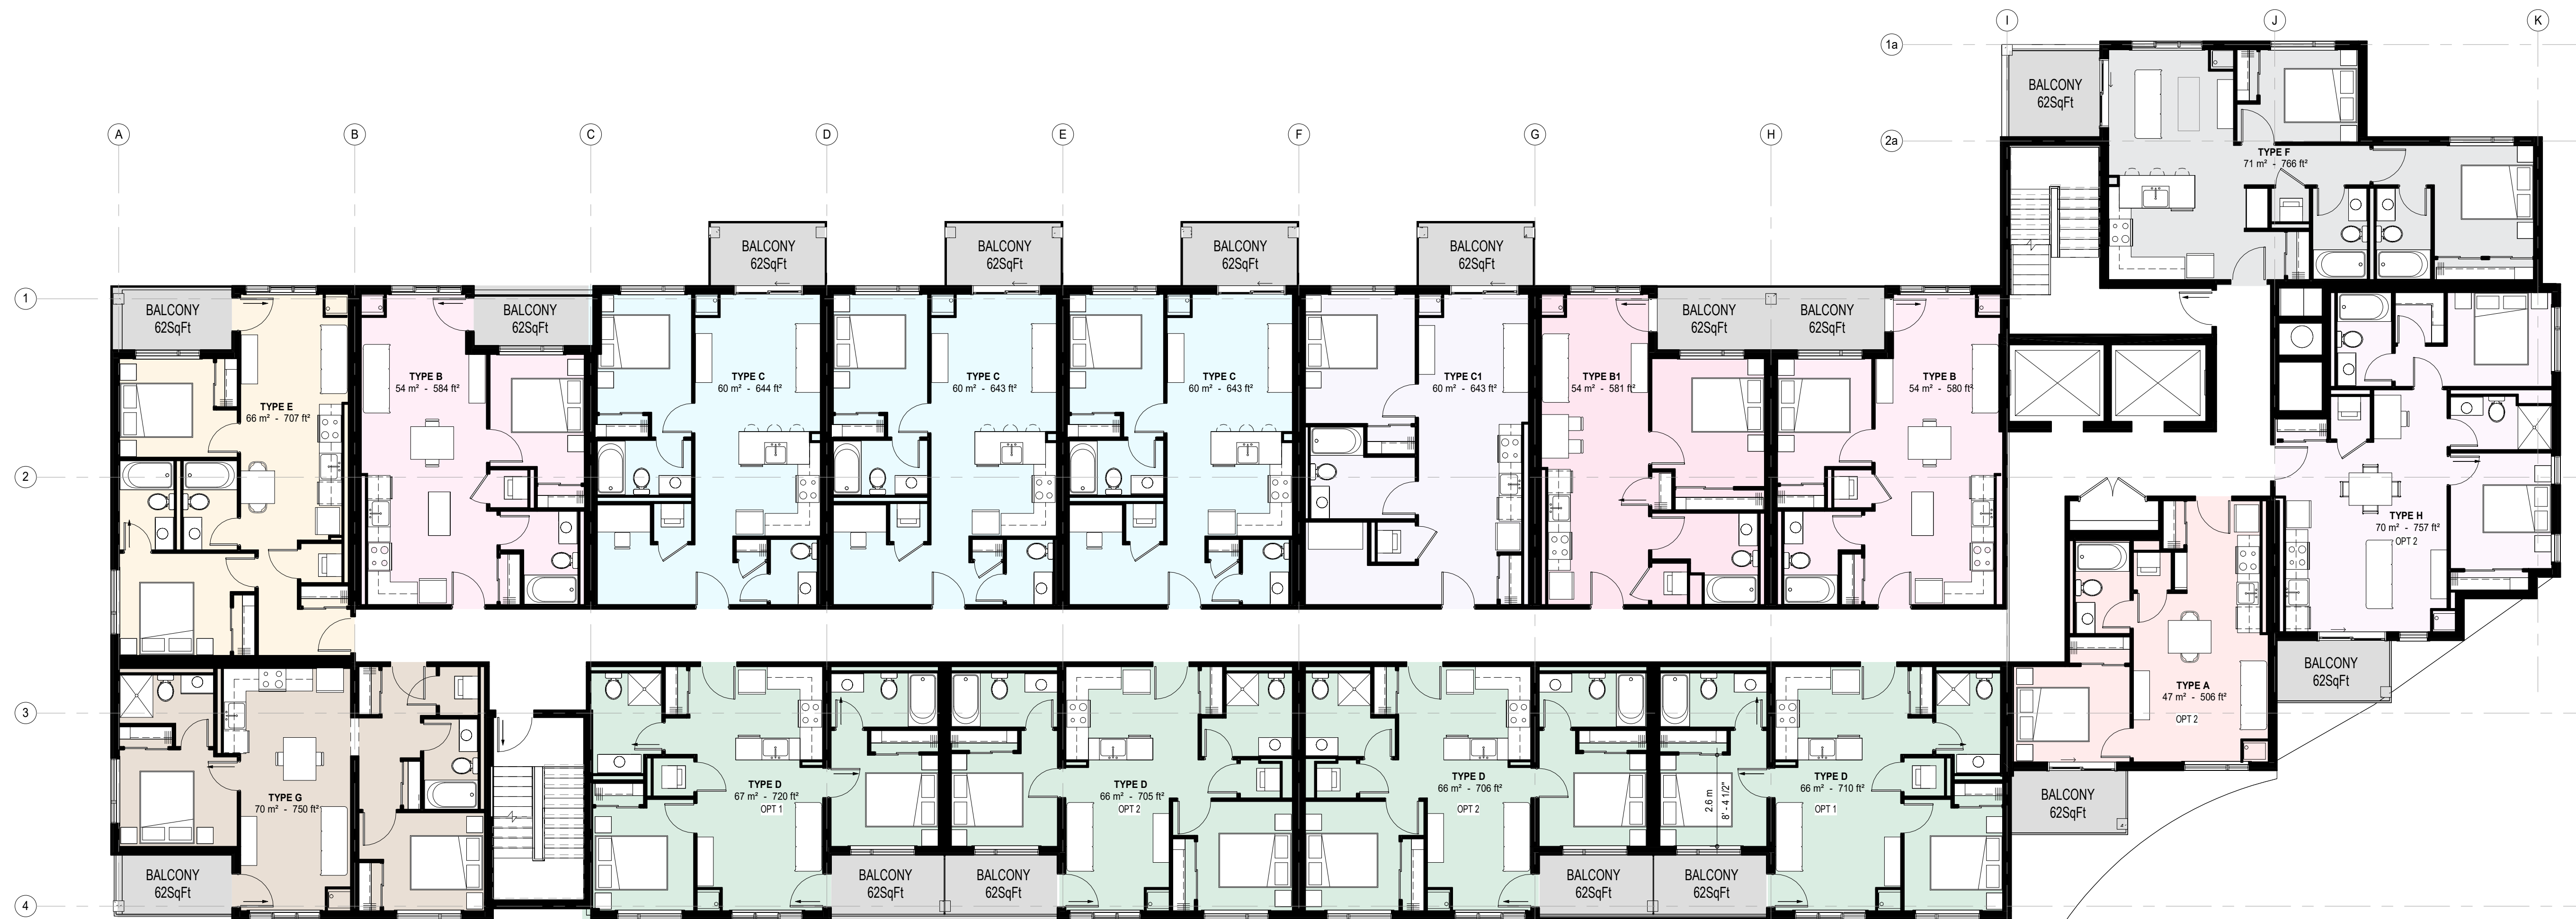 I
J
K
1a
BALCONY
62SqFt
A
B
C
D
E
F
G
H
2a
TYPE F
71 m² - 766 ft²
BALCONY
62SqFt
BALCONY
62SqFt
BALCONY
62SqFt
BALCONY
62SqFt
1
BALCONY
62SqFt
BALCONY
62SqFt
BALCONY
62SqFt
BALCONY
62SqFt
TYPE E
66 m² - 707 ft²
TYPE B
54 m² - 584 ft²
TYPE C
60 m² - 644 ft²
TYPE C
60 m² - 643 ft²
TYPE C
60 m² - 643 ft²
TYPE C1
60 m² - 643 ft²
TYPE B1
54 m² - 581 ft²
TYPE B
54 m² - 580 ft²
2
TYPE H
70 m² - 757 ft²
OPT 2
BALCONY
62SqFt
TYPE A
47 m² - 506 ft²
OPT 2
3
TYPE G
70 m² - 750 ft²
TYPE D
67 m² - 720 ft²
OPT 1
TYPE D
66 m² - 705 ft²
OPT 2
TYPE D
66 m² - 706 ft²
OPT 2
2.6 m
8' - 4 1/2"
TYPE D
66 m² - 710 ft²
OPT 1
BALCONY
62SqFt
BALCONY
62SqFt
BALCONY
62SqFt
BALCONY
62SqFt
BALCONY
62SqFt
BALCONY
62SqFt
4